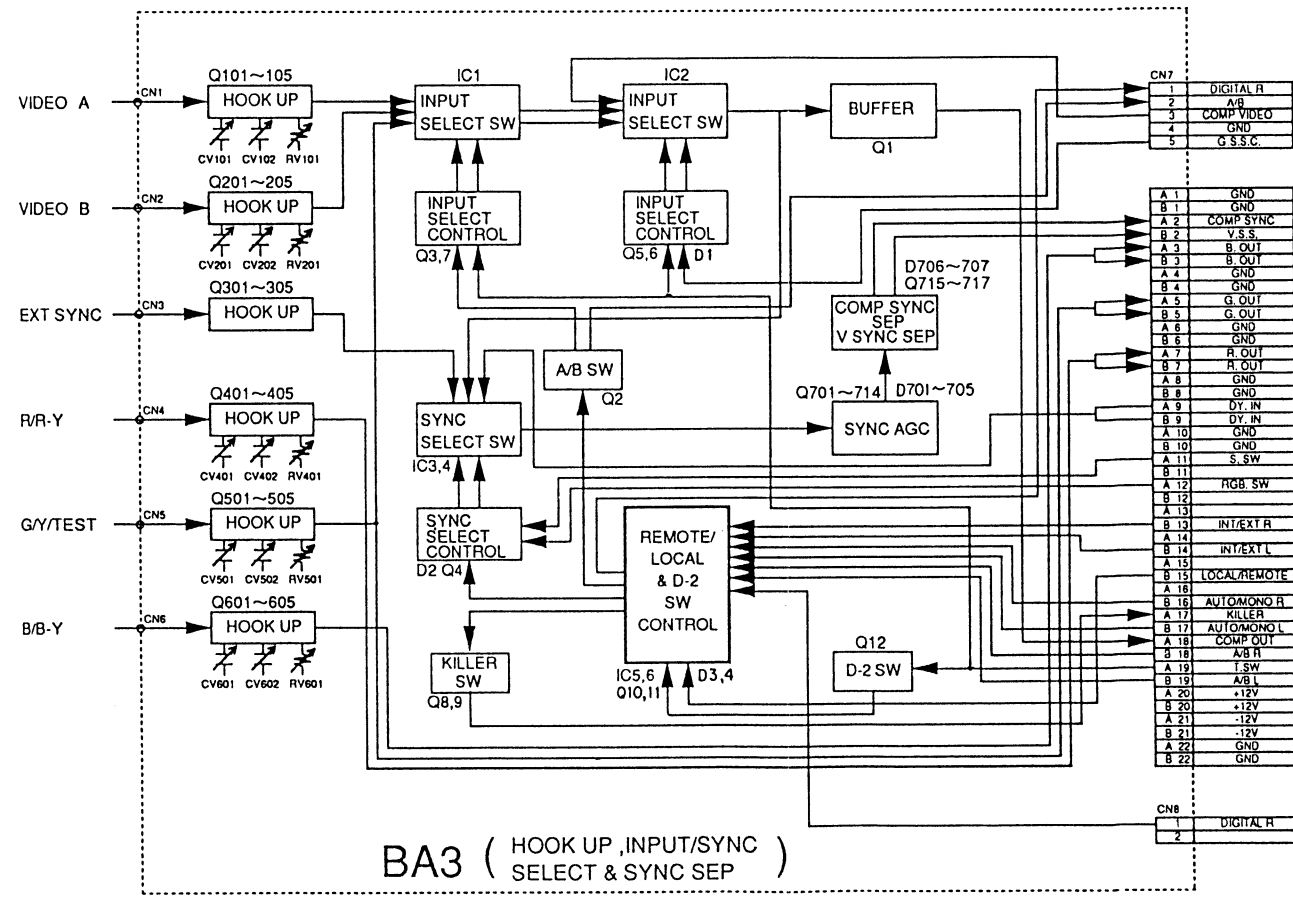 VIDEO A
CN1
Q101~105
HOOK UP
CV101 CV102 RV101
VIDEO B
CN2
Q201~205
HOOK UP
CV201 CV202 RV201
EXT SYNC
CN3
Q301~305
HOOK UP
R/R-Y
CN4
Q401~405
HOOK UP
CV401 CV402 RV401
G/Y/TEST
CN5
Q501~505
HOOK UP
CV501 CV502 RV501
B/B-Y
CN6
Q601~605
HOOK UP
CV601 CV602 RV601
IC1
INPUT
SELECT SW
INPUT
SELECT
CONTROL
Q3,7
IC2
INPUT
SELECT SW
INPUT
SELECT
CONTROL
Q5,6 D1
BUFFER
Q1
D706~707
Q715~717
COMP SYNC
SEP
V SYNC SEP
A/B SW
Q2
Q701~714 D701~705
SYNC AGC
SYNC
SELECT SW
IC3,4
SYNC
SELECT
CONTROL
D2 Q4
KILLER
SW
Q8,9
REMOTE/
LOCAL
& D-2
SW
CONTROL
IC5,6
Q10,11
D3,4
Q12
D-2 SW
CN7
1 DIGITAL R
2 A/B
3 COMP VIDEO
4 GND
5 G.S.S.C.
A 1 GND
B 1 GND
A 2 COMP SYNC
B 2 V.S.S.
A 3 B. OUT
B 3 B. OUT
A 4 GND
B 4 GND
A 5 G. OUT
B 5 G. OUT
A 6 GND
B 6 GND
A 7 R. OUT
B 7 R. OUT
A 8 GND
B 8 GND
A 9 DY. IN
B 9 DY. IN
A 10 GND
B 10 GND
A 11 S. SW
B 11
A 12 RGB. SW
B 12
A 13
B 13 INT/EXT R
A 14
B 14 INT/EXT L
A 15
B 15 LOCAL/REMOTE
A 16
B 16 AUTO/MONO R
A 17 KILLER
B 17 AUTO/MONO L
A 18 COMP OUT
B 18 A/B R
A 19 T.SW
B 19 A/B L
A 20 +12V
B 20 +12V
A 21 -12V
B 21 -12V
A 22 GND
B 22 GND
CN8
1 DIGITAL R
2
BA3 ( HOOK UP ,INPUT/SYNC
SELECT & SYNC SEP )